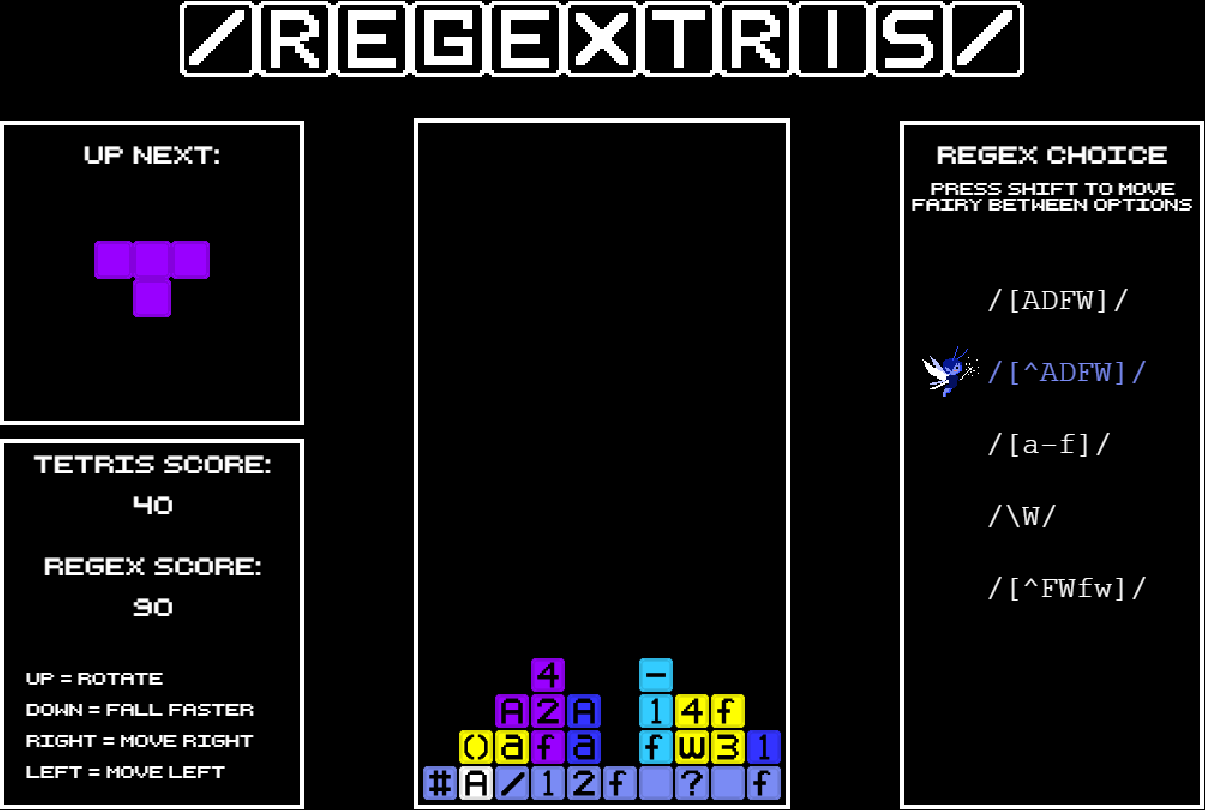 /REGEXTRIS/
UP NEXT:
TETRIS SCORE:
40
REGEX SCORE:
90
UP = ROTATE
DOWN = FALL FASTER
RIGHT = MOVE RIGHT
LEFT = MOVE LEFT
4 -
A 2 A 1 4 f
() a f a f w 3 1
# A / 1 2 f ? f
REGEX CHOICE
PRESS SHIFT TO MOVE
FAIRY BETWEEN OPTIONS
/[ADFW]/
/[^ADFW]/
/[a-f]/
/\W/
/[^FWfw]/